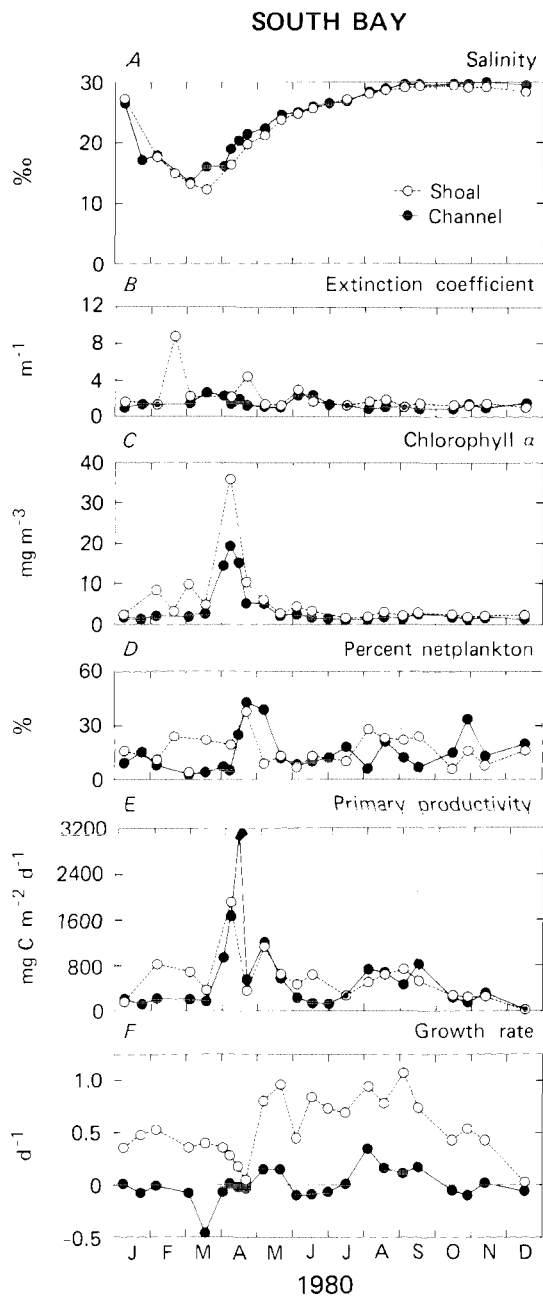 SOUTH BAY
A Salinity
30
20
10
0
‰
Shoal
Channel
B Extinction coefficient
12
8
4
0
m⁻¹
C Chlorophyll α
40
30
20
10
0
mg m⁻³
D Percent netplankton
60
30
0
%
E Primary productivity
3200
2400
1600
800
0
mg C m⁻² d⁻¹
F Growth rate
1.0
0.5
0
-0.5
d⁻¹
J F M A M J J A S O N D
1980